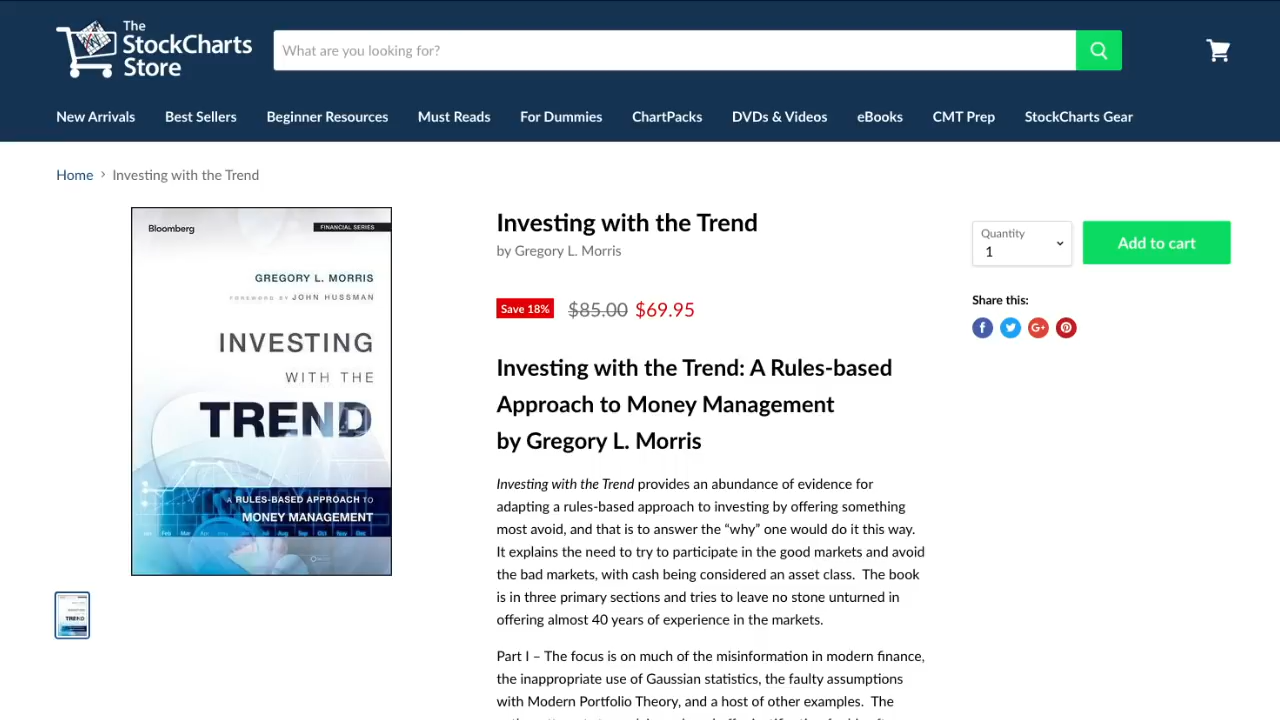 The
StockCharts
Store
What are you looking for?
New Arrivals
Best Sellers
Beginner Resources
Must Reads
For Dummies
ChartPacks
DVDs & Videos
eBooks
CMT Prep
StockCharts Gear
Home > Investing with the Trend
Bloomberg
FINANCIAL SERIES
GREGORY L. MORRIS
FOREWORD BY JOHN HUSSMAN
INVESTING
WITH THE
TREND
A RULES-BASED APPROACH TO
MONEY MANAGEMENT
Investing with the Trend
by Gregory L. Morris
Save 18% $85.00 $69.95
Investing with the Trend: A Rules-based
Approach to Money Management
by Gregory L. Morris
Investing with the Trend provides an abundance of evidence for
adapting a rules-based approach to investing by offering something
most avoid, and that is to answer the “why” one would do it this way.
It explains the need to try to participate in the good markets and avoid
the bad markets, with cash being considered an asset class.  The book
is in three primary sections and tries to leave no stone unturned in
offering almost 40 years of experience in the markets.
Part I – The focus is on much of the misinformation in modern finance,
the inappropriate use of Gaussian statistics, the faulty assumptions
with Modern Portfolio Theory, and a host of other examples.  The
Quantity
1
Add to cart
Share this: